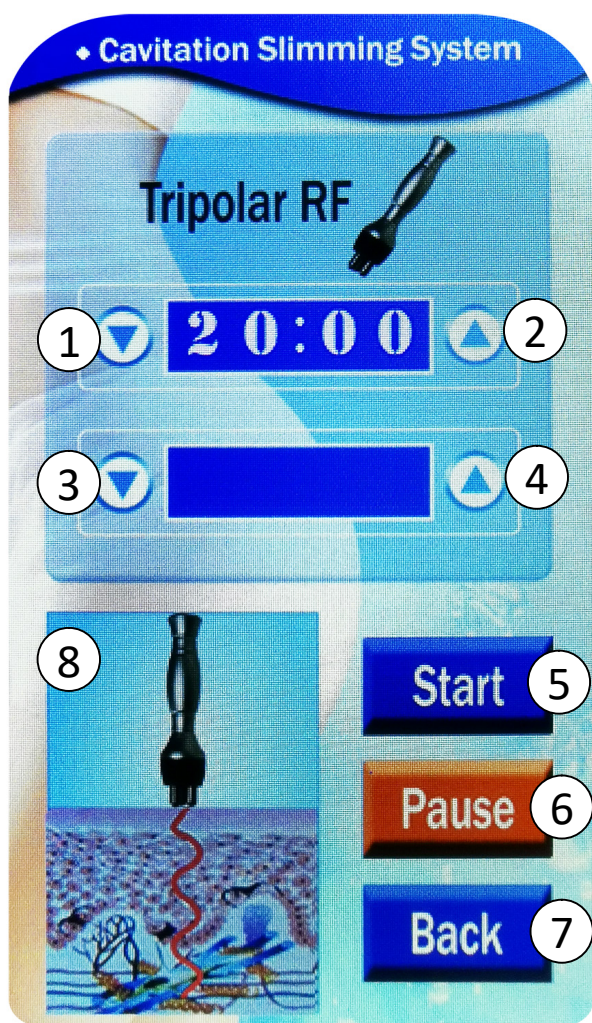 • Cavitation Slimming System
Tripolar RF
1 20:00 2
3 4
8
Start 5
Pause 6
Back 7